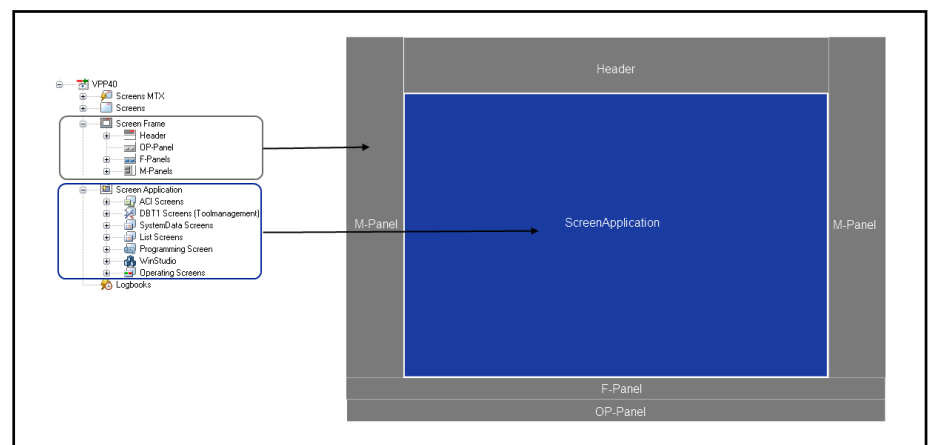 VPP40
Screens MTX
Screens
Screen Frame
Header
OP-Panel
F-Panels
M-Panels
Screen Application
ACI Screens
DBT1 Screens (Toolmanagement)
SystemData Screens
List Screens
Programming Screen
WinStudio
Operating Screens
Logbooks
Header
M-Panel
ScreenApplication
M-Panel
F-Panel
OP-Panel